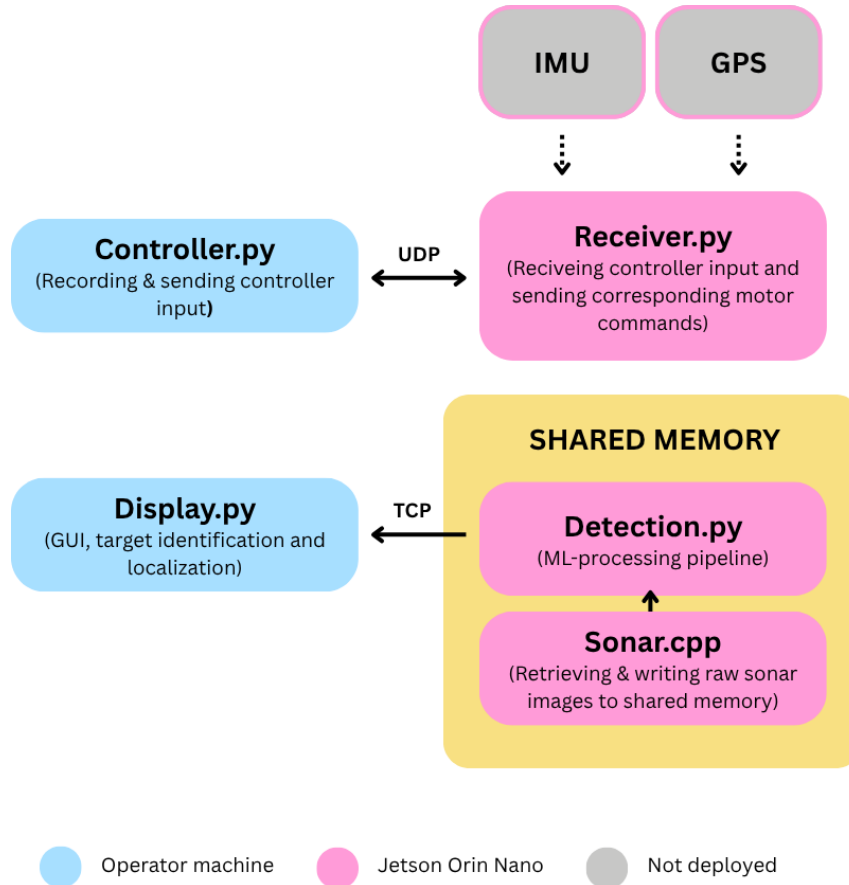 IMU
GPS
Controller.py
(Recording & sending controller
input)
UDP
Receiver.py
(Reciveing controller input and
sending corresponding motor
commands)
SHARED MEMORY
Display.py
(GUI, target identification and
localization)
TCP
Detection.py
(ML-processing pipeline)
Sonar.cpp
(Retrieving & writing raw sonar
images to shared memory)
Operator machine
Jetson Orin Nano
Not deployed